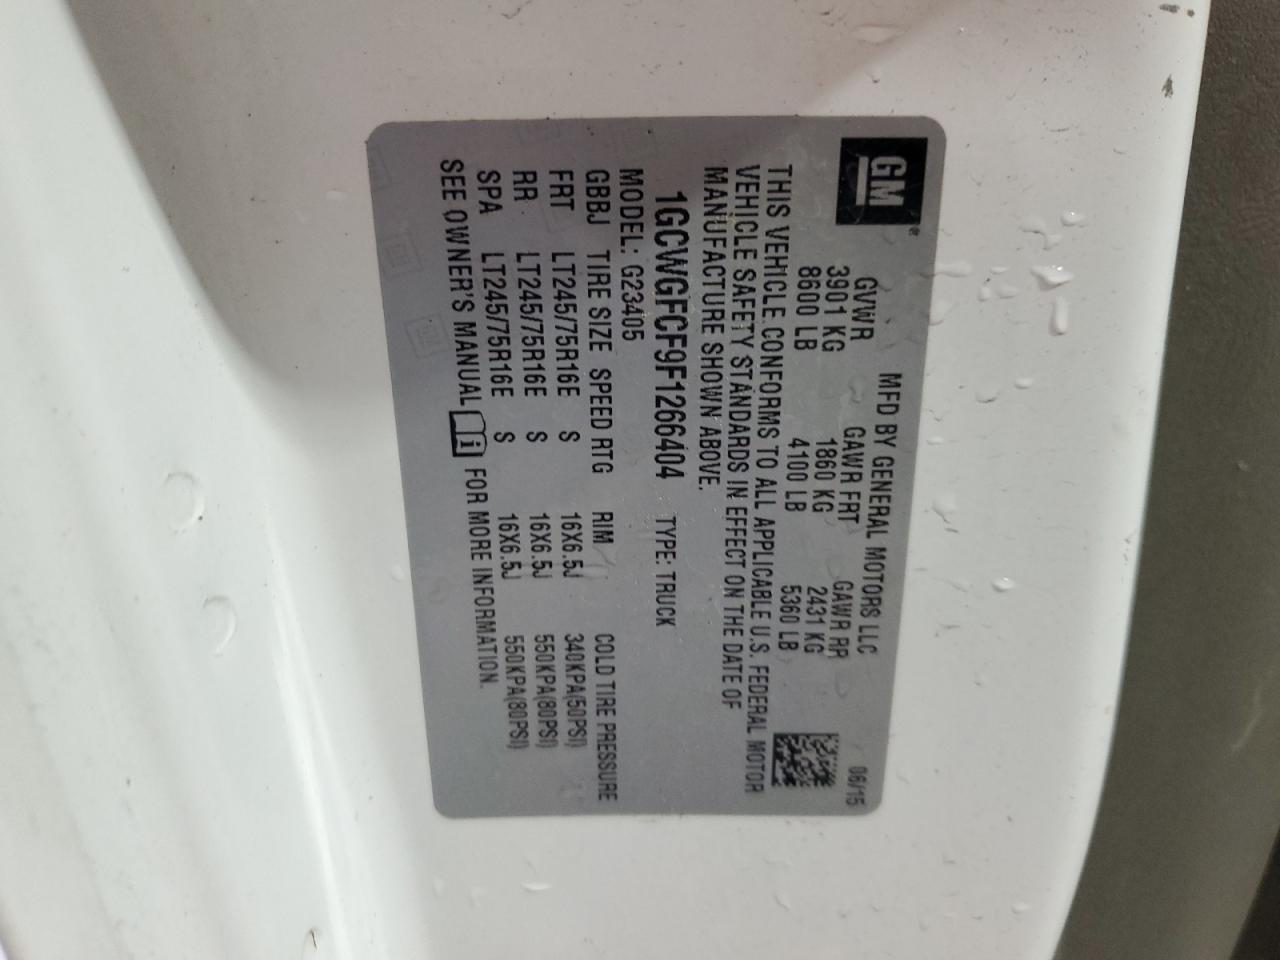 GM
MFD BY GENERAL MOTORS LLC 06/15
GVWR GAWR FRT GAWR RR
3901 KG 1860 KG 2431 KG
8600 LB 4100 LB 5360 LB
THIS VEHICLE CONFORMS TO ALL APPLICABLE U.S. FEDERAL MOTOR
VEHICLE SAFETY STANDARDS IN EFFECT ON THE DATE OF
MANUFACTURE SHOWN ABOVE.
1GCWGFCF9F1266404 TYPE: TRUCK
MODEL: G23405
GBBJ TIRE SIZE SPEED RTG RIM COLD TIRE PRESSURE
FRT LT245/75R16E S 16X6.5J 340KPA(50PSI)
RR LT245/75R16E S 16X6.5J 550KPA(80PSI)
SPA LT245/75R16E S 16X6.5J 550KPA(80PSI)
SEE OWNER'S MANUAL i FOR MORE INFORMATION.